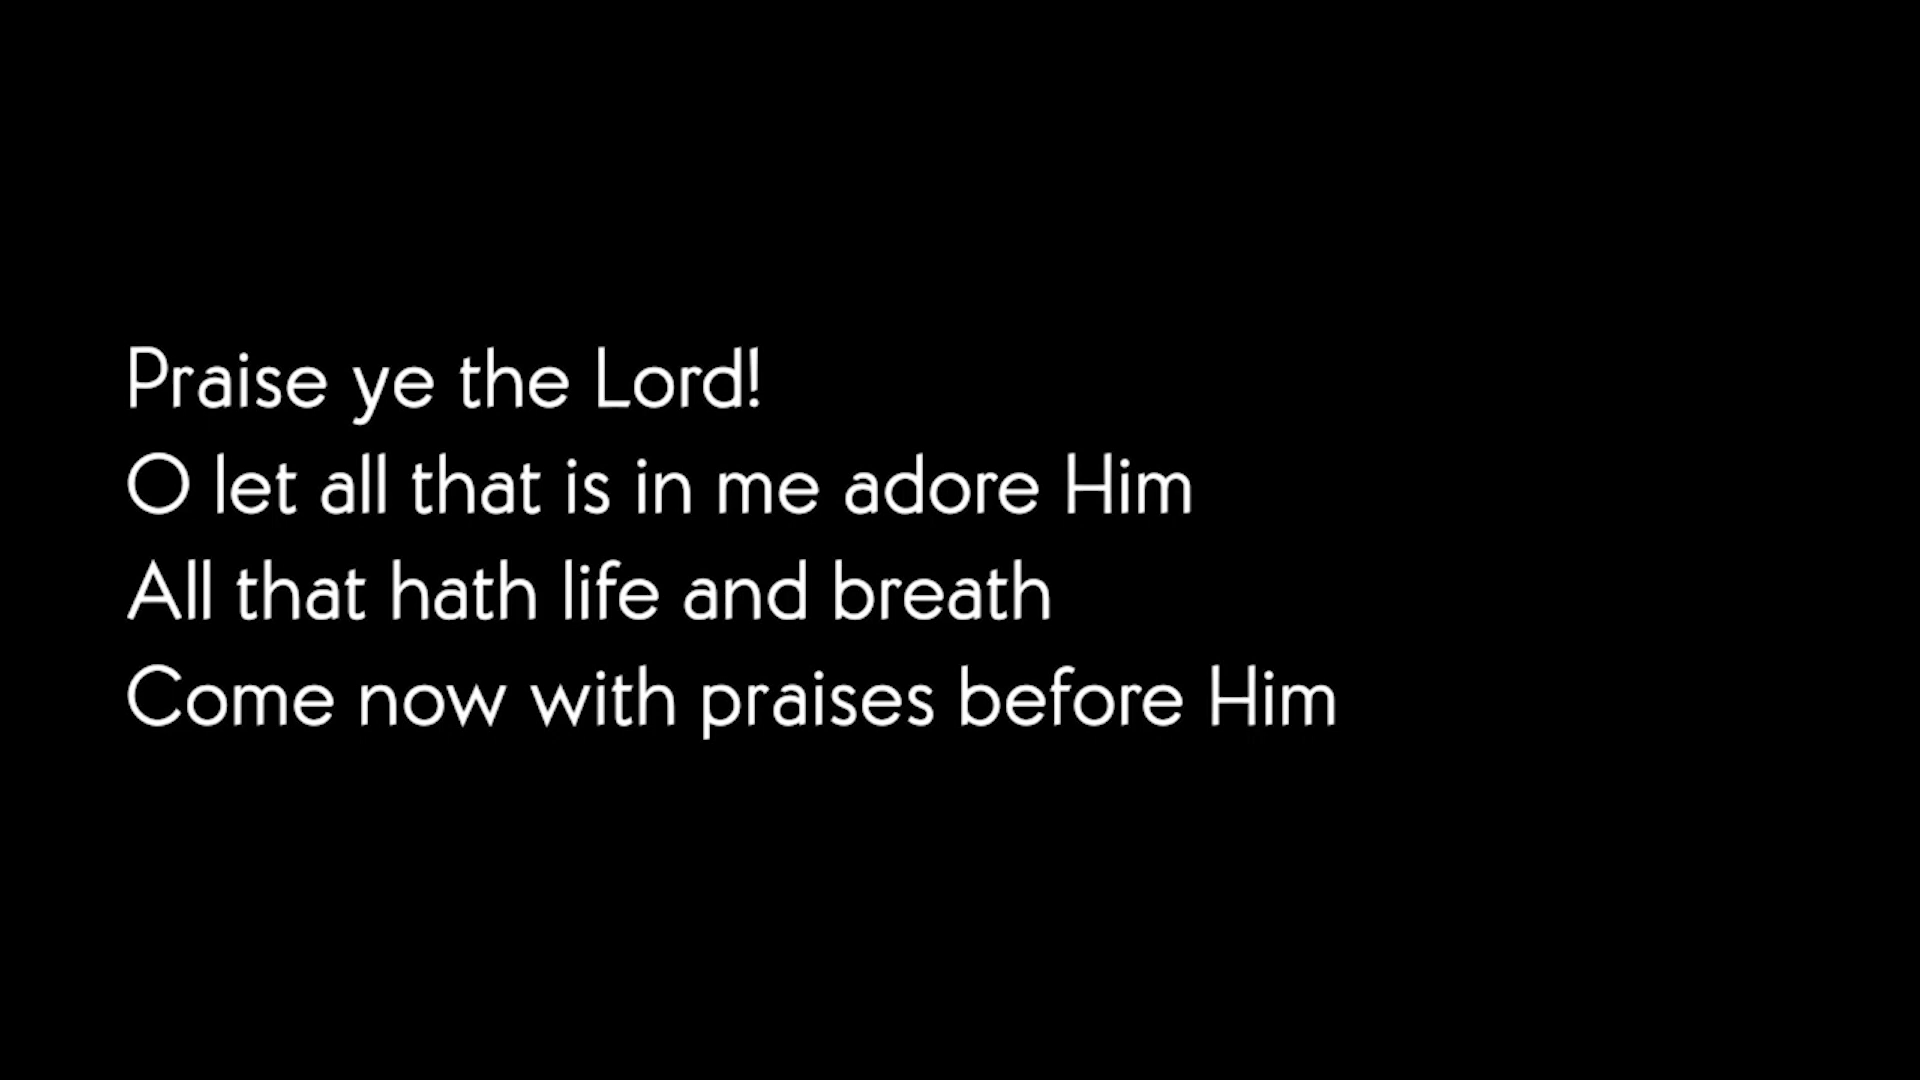 Praise ye the Lord!
O let all that is in me adore Him
All that hath life and breath
Come now with praises before Him